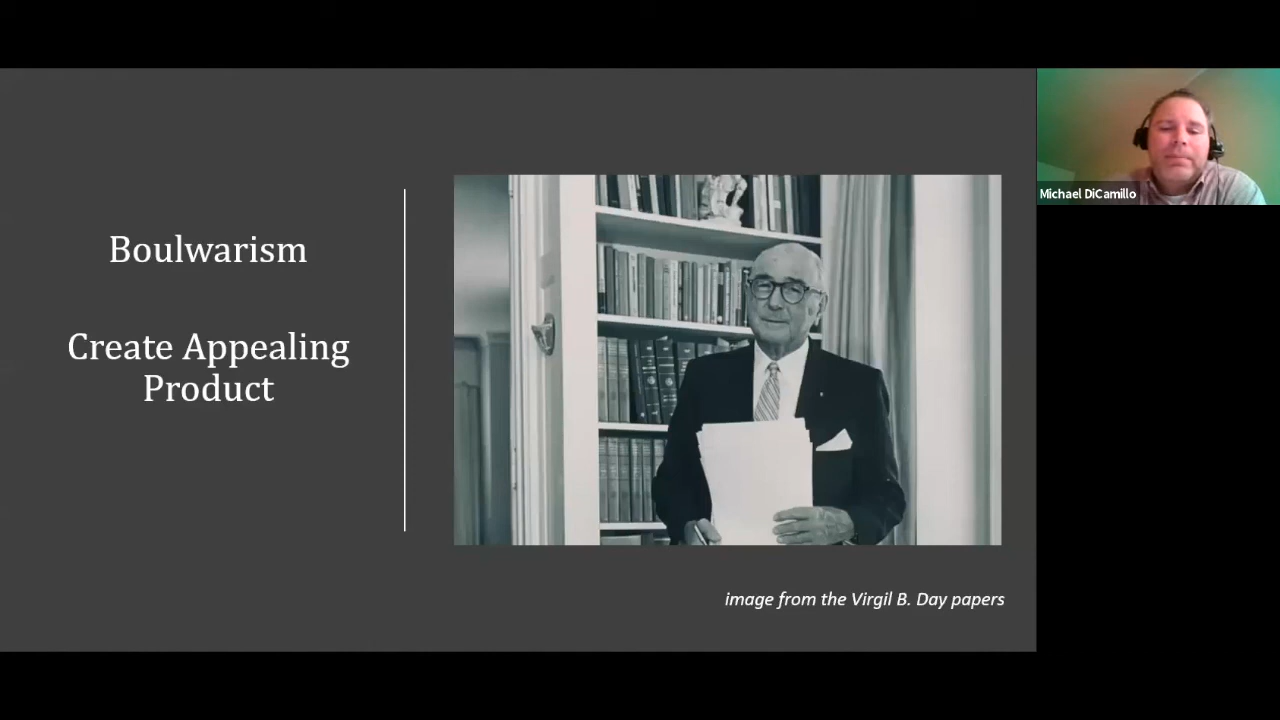 Boulwarism
Create Appealing
Product
image from the Virgil B. Day papers
Michael DiCamillo